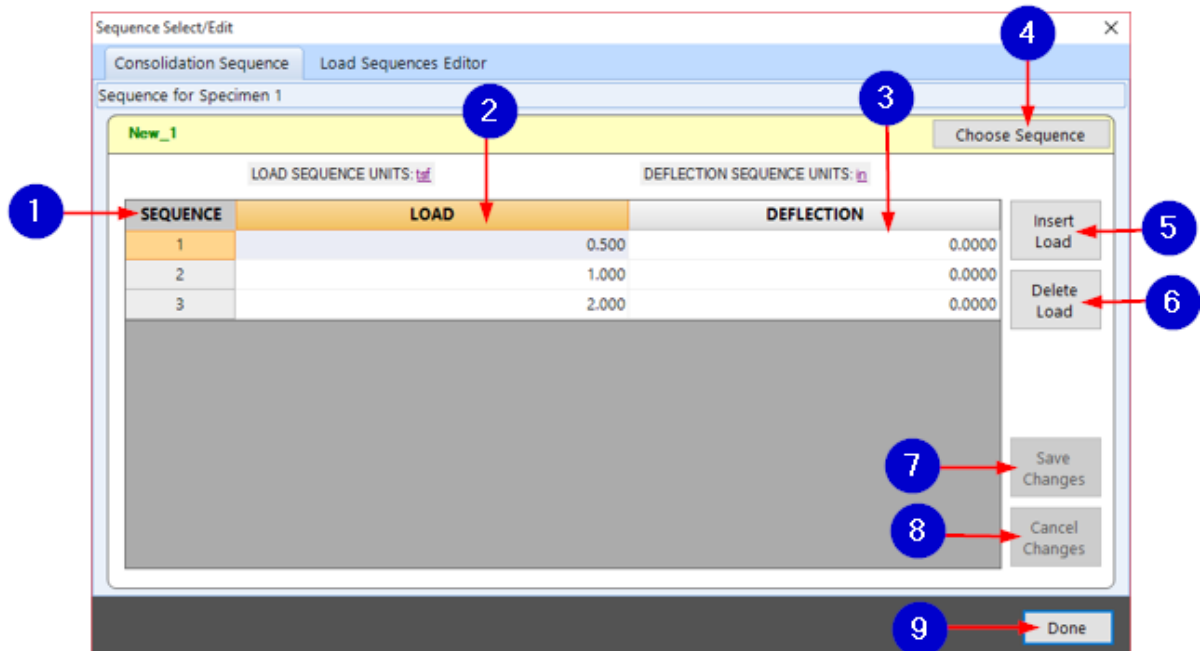 Sequence Select/Edit
4
Consolidation Sequence Load Sequences Editor
Sequence for Specimen 1
2
3
New_1 Choose Sequence
LOAD SEQUENCE UNITS: tsf DEFLECTION SEQUENCE UNITS: in
1
SEQUENCE LOAD DEFLECTION
Insert
Load
5
1 0.500 0.0000
2 1.000 0.0000
3 2.000 0.0000
Delete
Load
6
7
Save
Changes
8
Cancel
Changes
9
Done